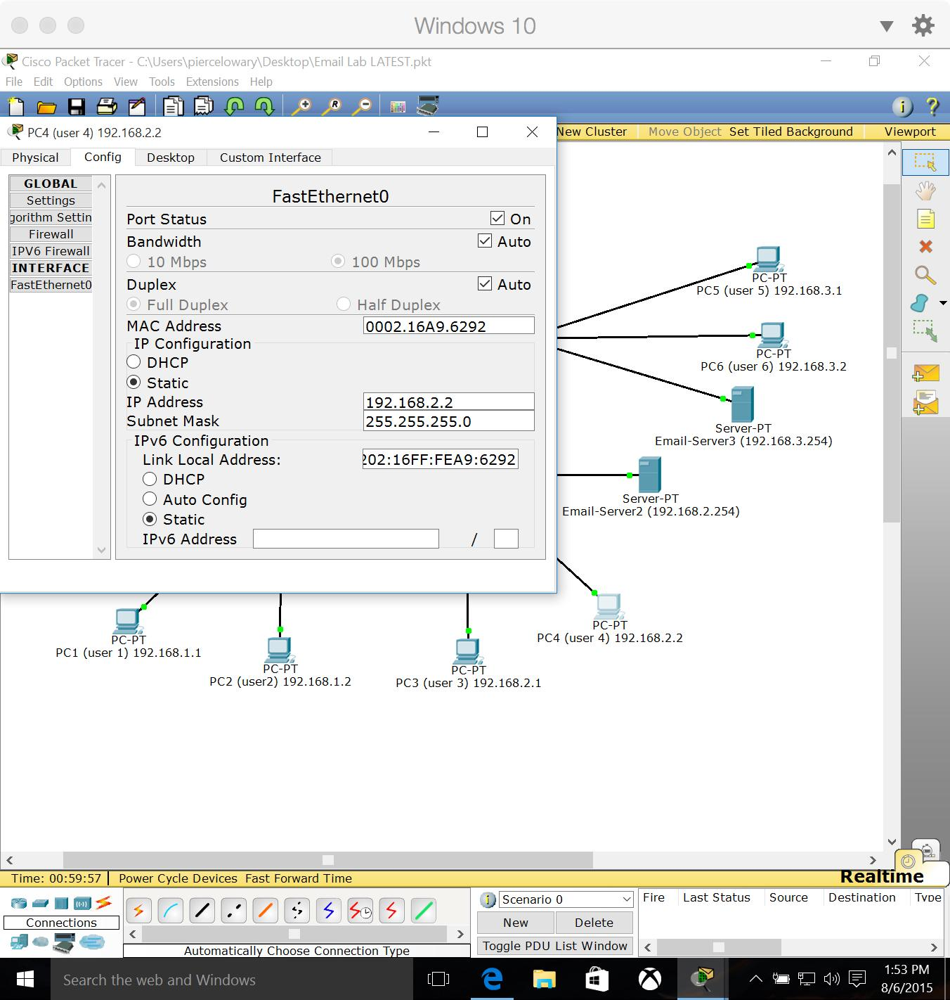 Windows 10
Cisco Packet Tracer - C:\Users\piercelowary\Desktop\Email Lab LATEST.pkt
File Edit Options View Tools Extensions Help
PC4 (user 4) 192.168.2.2
New Cluster Move Object Set Tiled Background Viewport
Physical Config Desktop Custom Interface
GLOBAL
Settings
gorithm Settin
Firewall
IPV6 Firewall
INTERFACE
FastEthernet0
FastEthernet0
Port Status On
Bandwidth Auto
10 Mbps 100 Mbps
Duplex Auto
Full Duplex Half Duplex
MAC Address 0002.16A9.6292
IP Configuration
DHCP
Static
IP Address 192.168.2.2
Subnet Mask 255.255.255.0
IPv6 Configuration
Link Local Address: 202:16FF:FEA9:6292
DHCP
Auto Config
Static
IPv6 Address /
PC-PT
PC5 (user 5) 192.168.3.1
PC-PT
PC6 (user 6) 192.168.3.2
Server-PT
Email-Server3 (192.168.3.254)
Server-PT
Email-Server2 (192.168.2.254)
PC-PT
PC4 (user 4) 192.168.2.2
PC-PT
PC1 (user 1) 192.168.1.1
PC-PT
PC2 (user2) 192.168.1.2
PC-PT
PC3 (user 3) 192.168.2.1
Time: 00:59:57 Power Cycle Devices Fast Forward Time Realtime
Connections
Automatically Choose Connection Type
Scenario 0
New Delete
Toggle PDU List Window
Fire Last Status Source Destination Type
Search the web and Windows
1:53 PM
8/6/2015